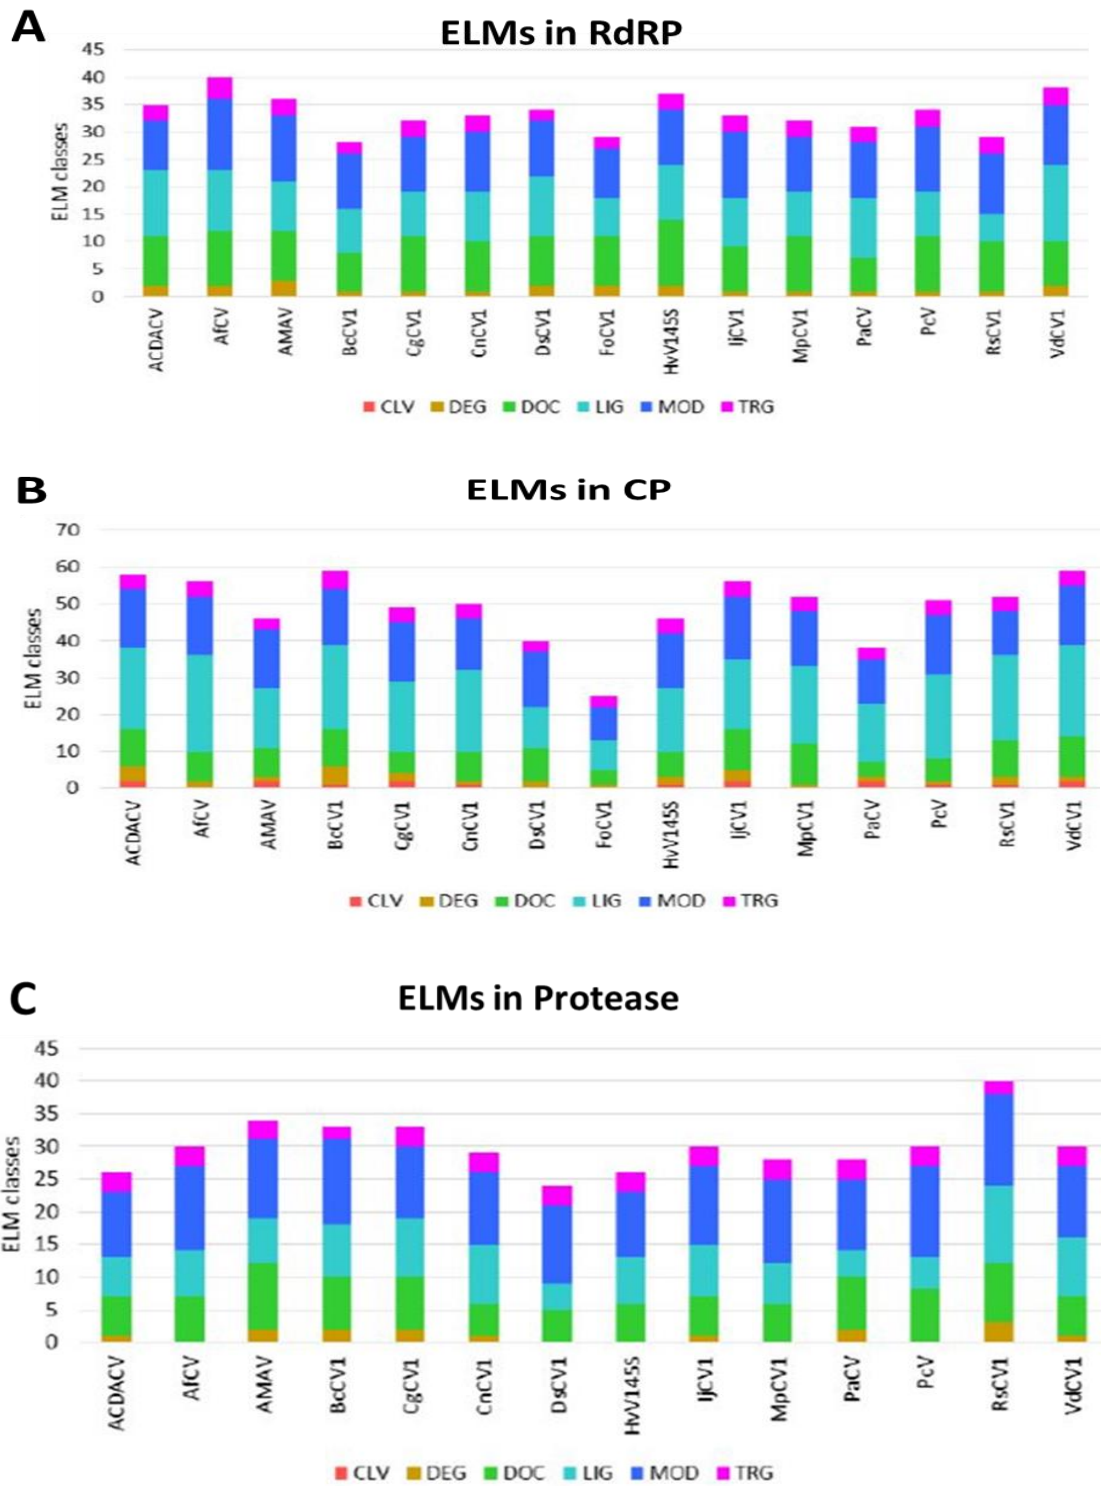 A
ELMs in RdRP
ELM classes
45
40
35
30
25
20
15
10
5
0
ACDACV
AfCV
AMAV
BcCV1
CgCV1
CnCV1
DsCV1
FoCV1
HvV145S
IjCV1
MpCV1
PaCV
PcV
RsCV1
VdCV1
CLV DEG DOC LIG MOD TRG
B
ELMs in CP
ELM classes
70
60
50
40
30
20
10
0
ACDACV
AfCV
AMAV
BcCV1
CgCV1
CnCV1
DsCV1
FoCV1
HvV145S
IjCV1
MpCV1
PaCV
PcV
RsCV1
VdCV1
CLV DEG DOC LIG MOD TRG
C
ELMs in Protease
ELM classes
45
40
35
30
25
20
15
10
5
0
ACDACV
AfCV
AMAV
BcCV1
CgCV1
CnCV1
DsCV1
HvV145S
IjCV1
MpCV1
PaCV
PcV
RsCV1
VdCV1
CLV DEG DOC LIG MOD TRG